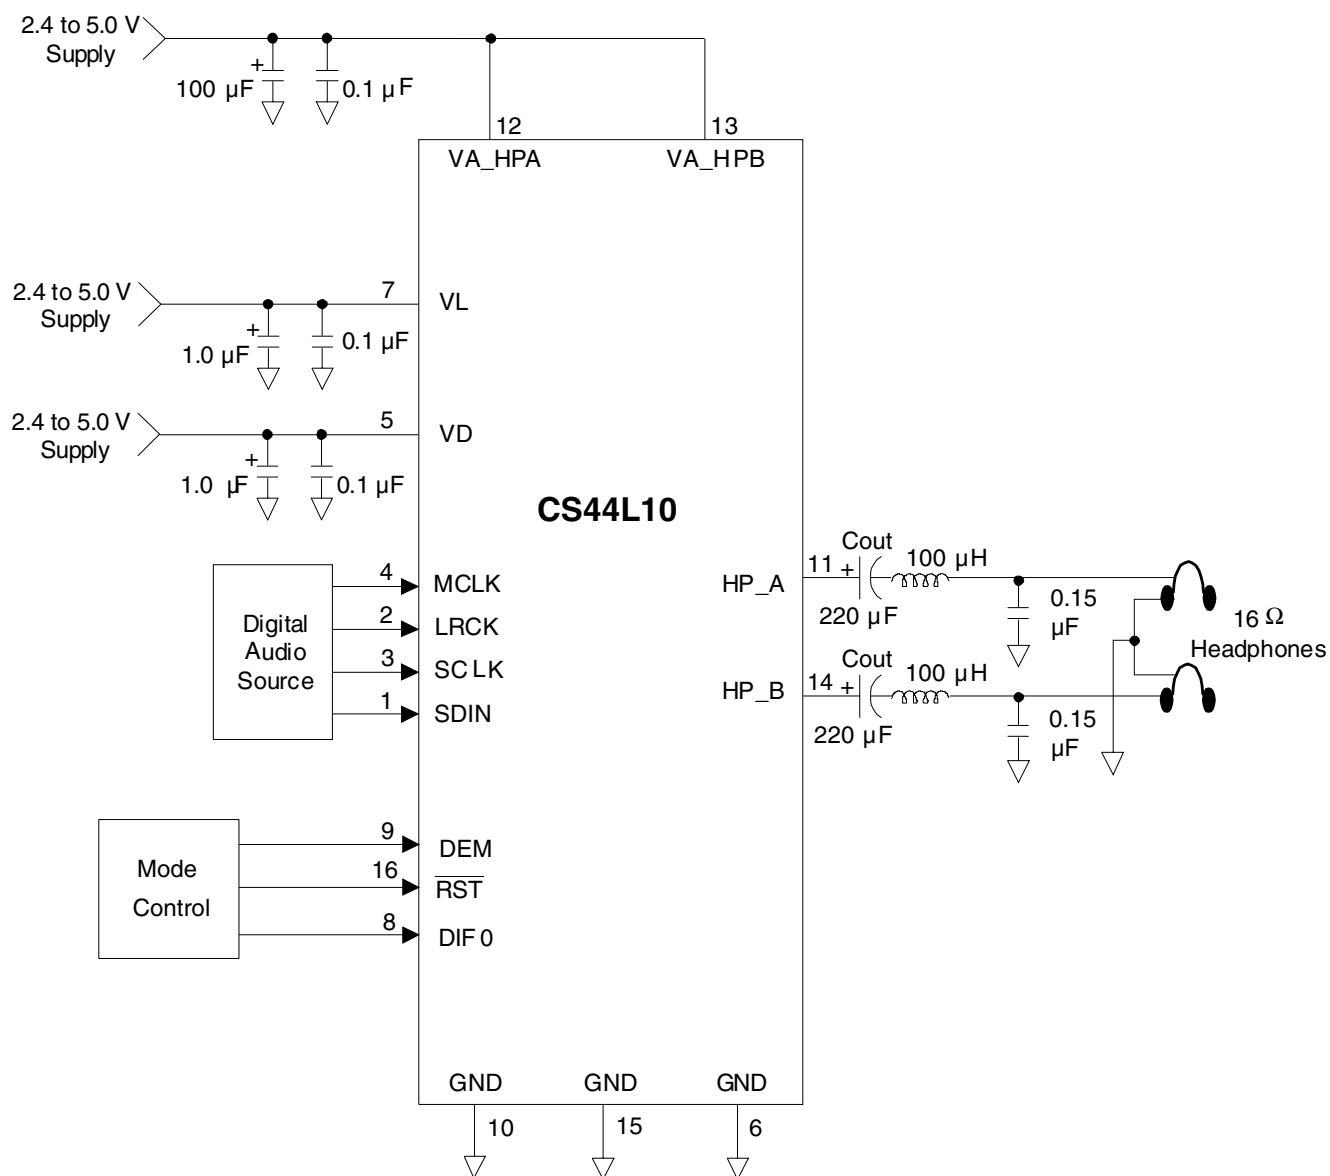 2.4 to 5.0 V
Supply
+
100 µF
0.1 µF
12
13
VA_HPA
VA_HPB
2.4 to 5.0 V
Supply
7
VL
+
1.0 µF
0.1 µF
2.4 to 5.0 V
Supply
5
VD
+
1.0 µF
0.1 µF
CS44L10
Digital
Audio
Source
4
MCLK
2
LRCK
3
SCLK
1
SDIN
HP_A
11
+
Cout
220 µF
100 µH
0.15
µF
HP_B
14
+
Cout
220 µF
100 µH
0.15
µF
16 Ω
Headphones
Mode
Control
9
DEM
16
RST
8
DIF0
GND
GND
GND
10
15
6